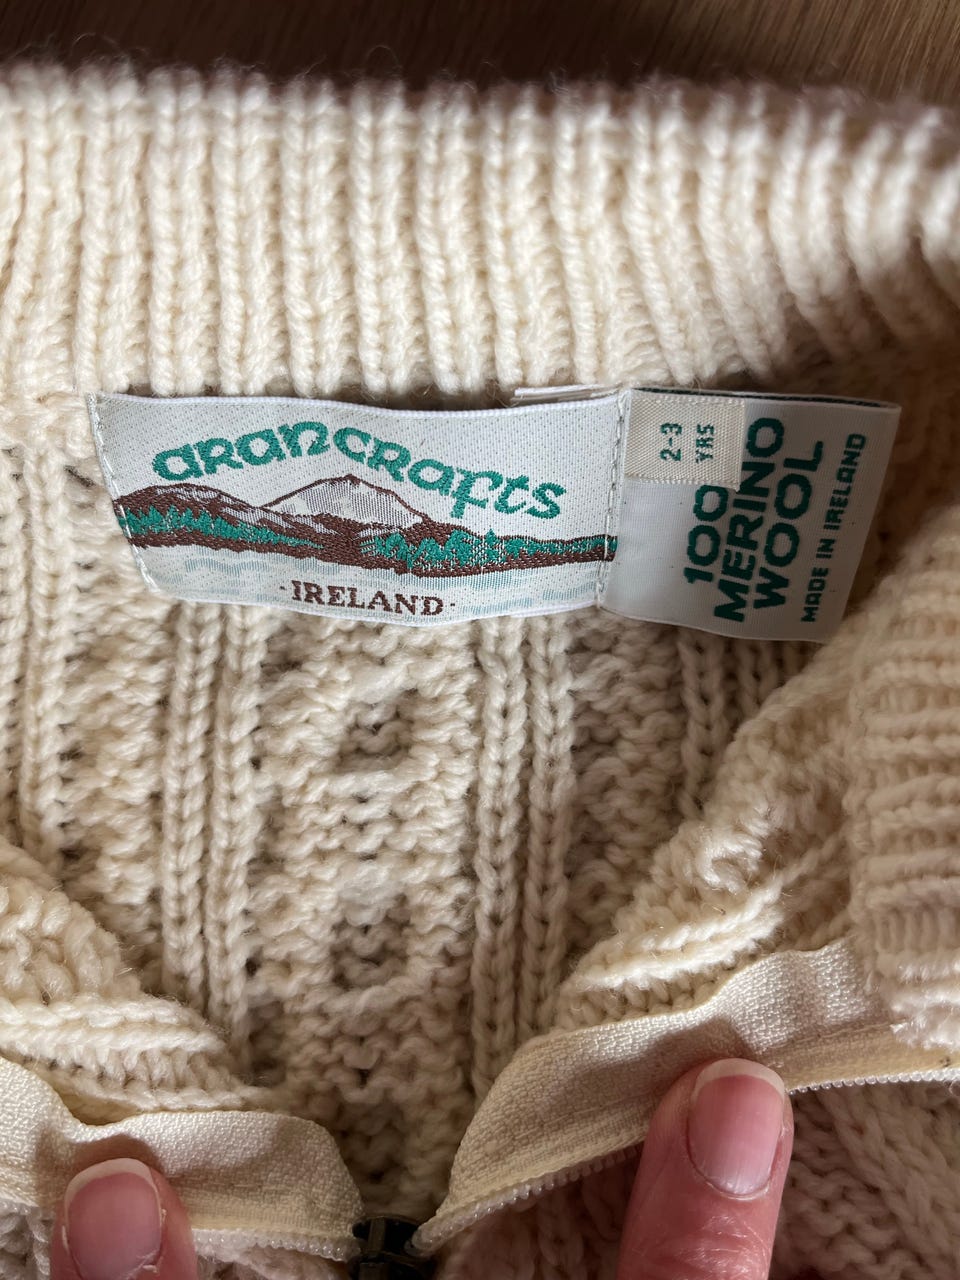 arancrafts
·IRELAND·
2-3
YRS
100
MERINO
WOOL
MADE IN IRELAND